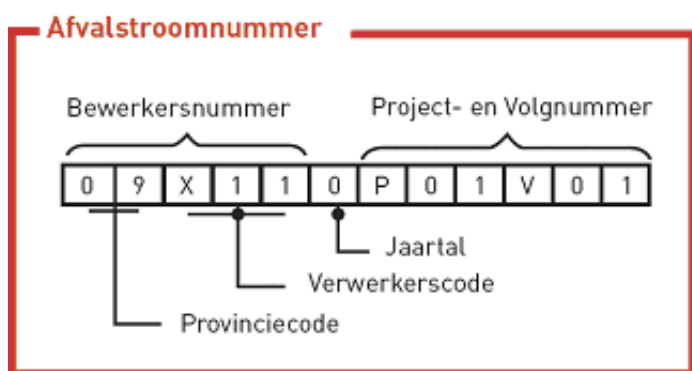 Afvalstroomnummer
Bewerkersnummer Project- en Volgnummer
0 9 X 1 1 0 P 0 1 V 0 1
Jaartal
Verwerkerscode
Provinciecode